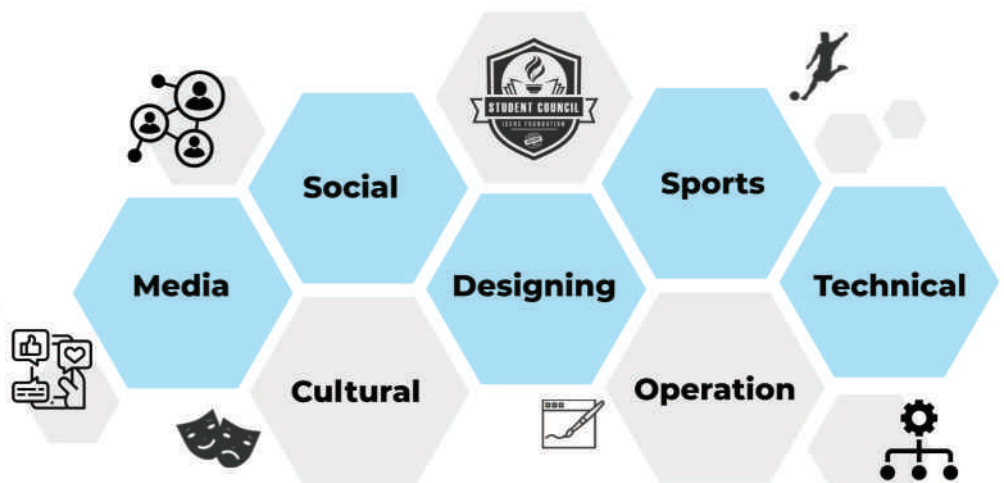 STUDENT COUNCIL
Social
Sports
Media
Designing
Technical
Cultural
Operation